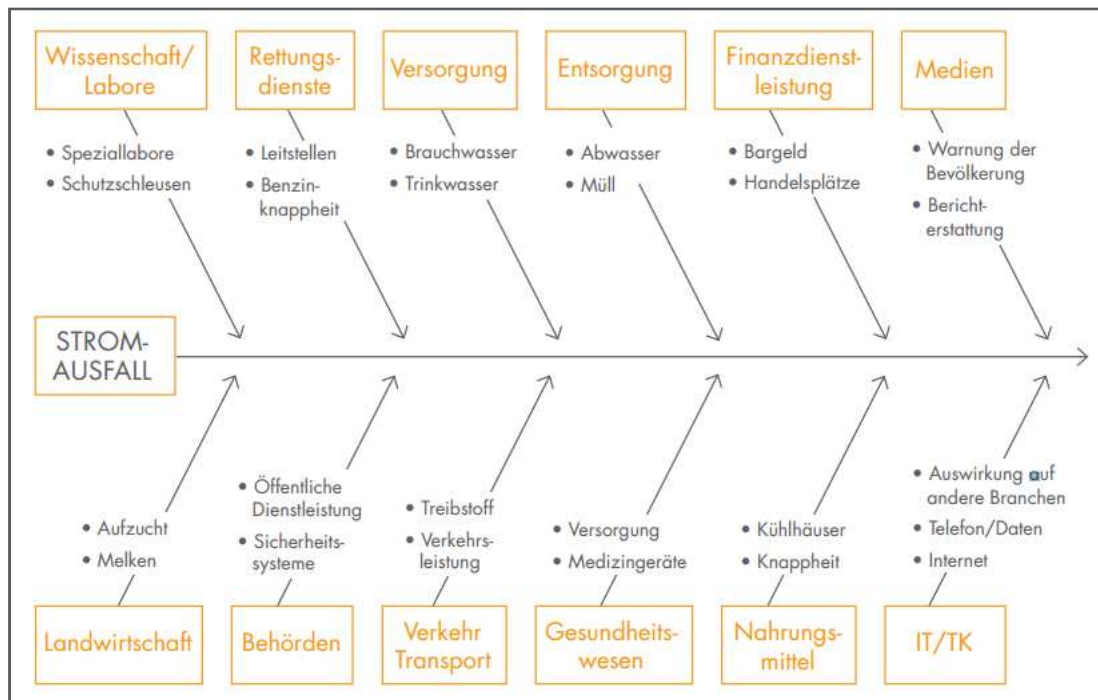 Wissenschaft/
Labore
Rettungs-
dienste
Versorgung
Entsorgung
Finanzdienst-
leistung
Medien
• Speziallabore
• Schutzschleusen
• Leitstellen
• Benzin-
knappheit
• Brauchwasser
• Trinkwasser
• Abwasser
• Müll
• Bargeld
• Handelsplätze
• Warnung der
Bevölkerung
• Bericht-
erstattung
STROM-
AUSFALL
• Aufzucht
• Melken
• Öffentliche
Dienstleistung
• Sicherheits-
systeme
• Treibstoff
• Verkehrs-
leistung
• Versorgung
• Medizingeräte
• Kühlhäuser
• Knappheit
• Auswirkung auf
andere Branchen
• Telefon/Daten
• Internet
Landwirtschaft
Behörden
Verkehr
Transport
Gesundheits-
wesen
Nahrungs-
mittel
IT/TK